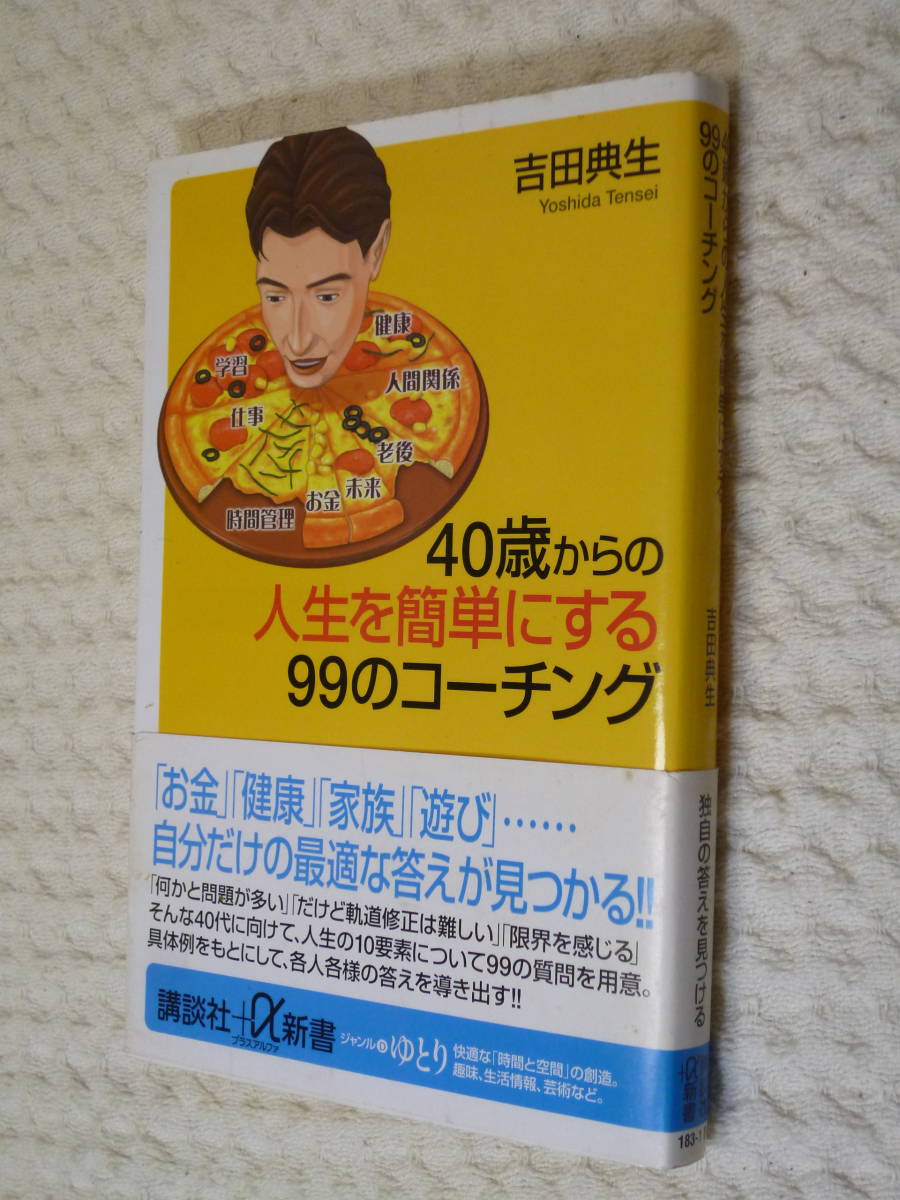 吉田典生
Yoshida Tensei
健康
学習
人間関係
仕事
老後
未来
お金
時間管理
40歳からの
人生を簡単にする
99のコーチング
「お金」「健康」「家族」「遊び」……
自分だけの最適な答えが見つかる!!
「何かと問題が多い」「だけど軌道修正は難しい」「限界を感じる」
そんな40代に向けて、人生の10要素について99の質問を用意。
具体例をもとにして、各人各様の答えを導き出す!!
講談社+α新書
プラスアルファ
ジャンルD ゆとり
快適な「時間と空間」の創造。
趣味、生活情報、芸術など。
99のコーチング
吉田典生
独自の答えを見つける
+α
新書
183-1